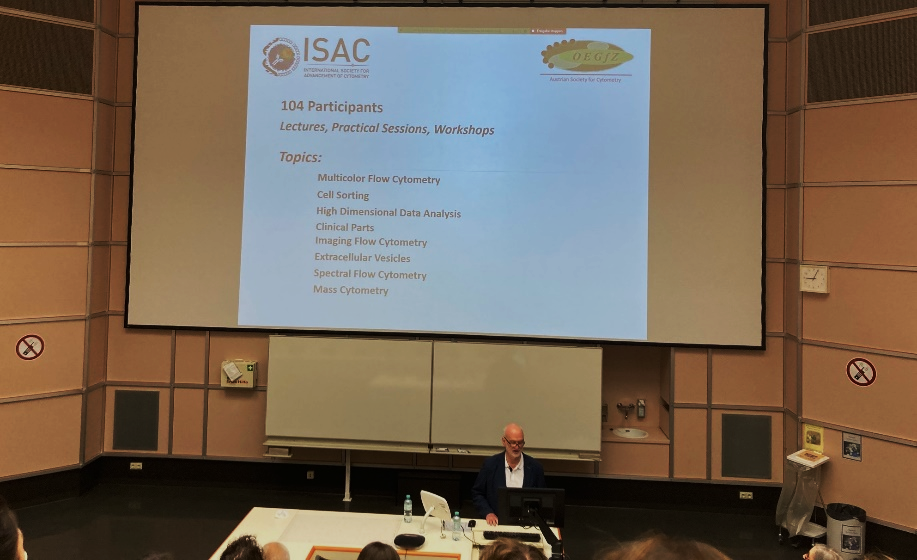 ISAC
INTERNATIONAL SOCIETY FOR
ADVANCEMENT OF CYTOMETRY
OEGfZ
Austrian Society for Cytometry
104 Participants
Lectures, Practical Sessions, Workshops
Topics:
Multicolor Flow Cytometry
Cell Sorting
High Dimensional Data Analysis
Clinical Parts
Imaging Flow Cytometry
Extracellular Vesicles
Spectral Flow Cytometry
Mass Cytometry